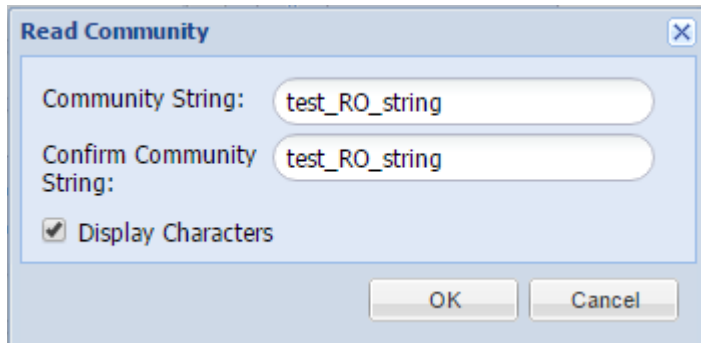 Read Community
Community String: test_RO_string
Confirm Community test_RO_string
String:
Display Characters
OK Cancel